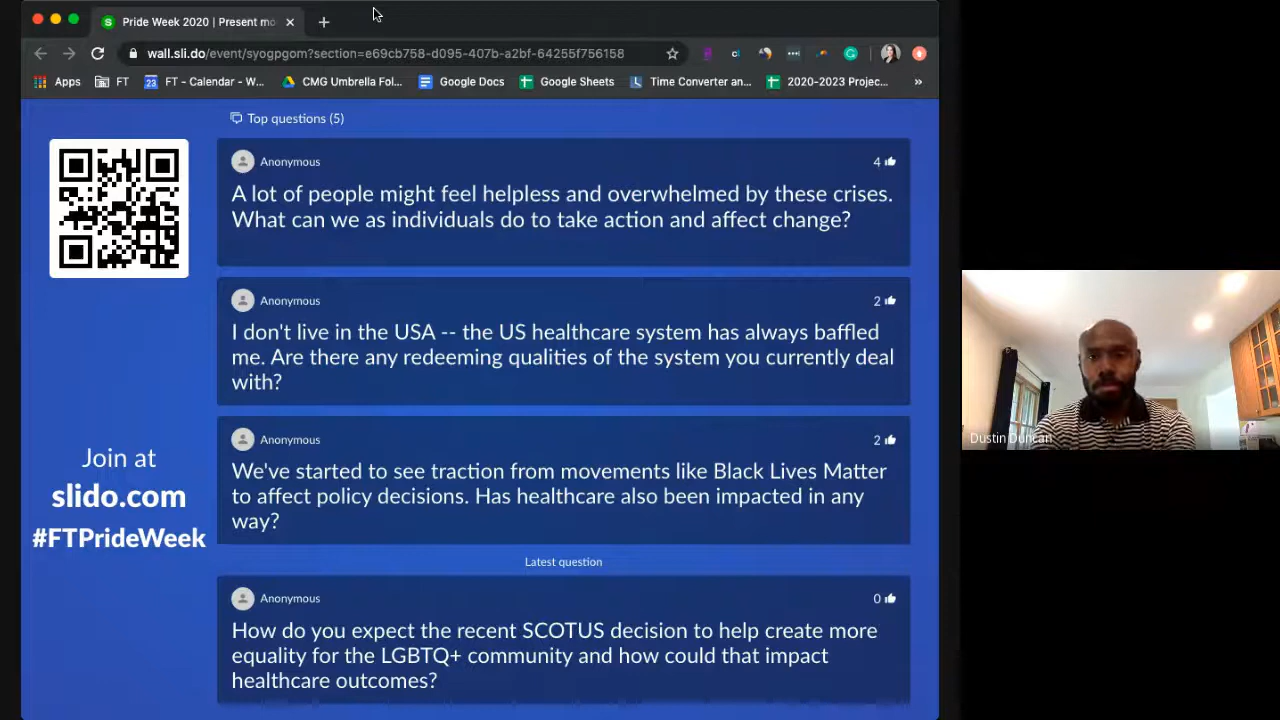 Pride Week 2020 | Present mo
wall.sli.do/event/syogpgom?section=e69cb758-d095-407b-a2bf-64255f756158
Apps FT 23 FT - Calendar - W... CMG Umbrella Fol... Google Docs Google Sheets Time Converter an... 2020-2023 Projec... »
Top questions (5)
Anonymous 4
A lot of people might feel helpless and overwhelmed by these crises.
What can we as individuals do to take action and affect change?
Anonymous 2
I don't live in the USA -- the US healthcare system has always baffled
me. Are there any redeeming qualities of the system you currently deal
with?
Anonymous 2
We've started to see traction from movements like Black Lives Matter
to affect policy decisions. Has healthcare also been impacted in any
way?
Latest question
Anonymous 0
How do you expect the recent SCOTUS decision to help create more
equality for the LGBTQ+ community and how could that impact
healthcare outcomes?
Join at
slido.com
#FTPrideWeek
Dustin Duncan